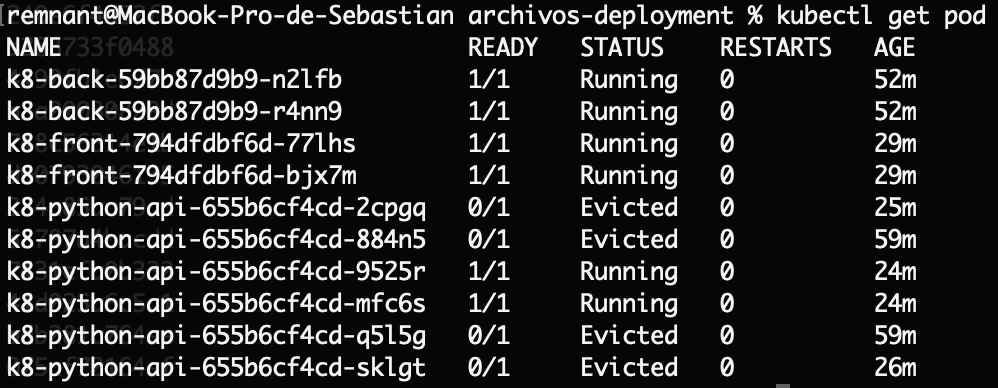 remnant@MacBook-Pro-de-Sebastian archivos-deployment % kubectl get pod
NAME READY STATUS RESTARTS AGE
k8-back-59bb87d9b9-n2lfb 1/1 Running 0 52m
k8-back-59bb87d9b9-r4nn9 1/1 Running 0 52m
k8-front-794dfdbf6d-77lhs 1/1 Running 0 29m
k8-front-794dfdbf6d-bjx7m 1/1 Running 0 29m
k8-python-api-655b6cf4cd-2cpgq 0/1 Evicted 0 25m
k8-python-api-655b6cf4cd-884n5 0/1 Evicted 0 59m
k8-python-api-655b6cf4cd-9525r 1/1 Running 0 24m
k8-python-api-655b6cf4cd-mfc6s 1/1 Running 0 24m
k8-python-api-655b6cf4cd-q5l5g 0/1 Evicted 0 59m
k8-python-api-655b6cf4cd-sklgt 0/1 Evicted 0 26m